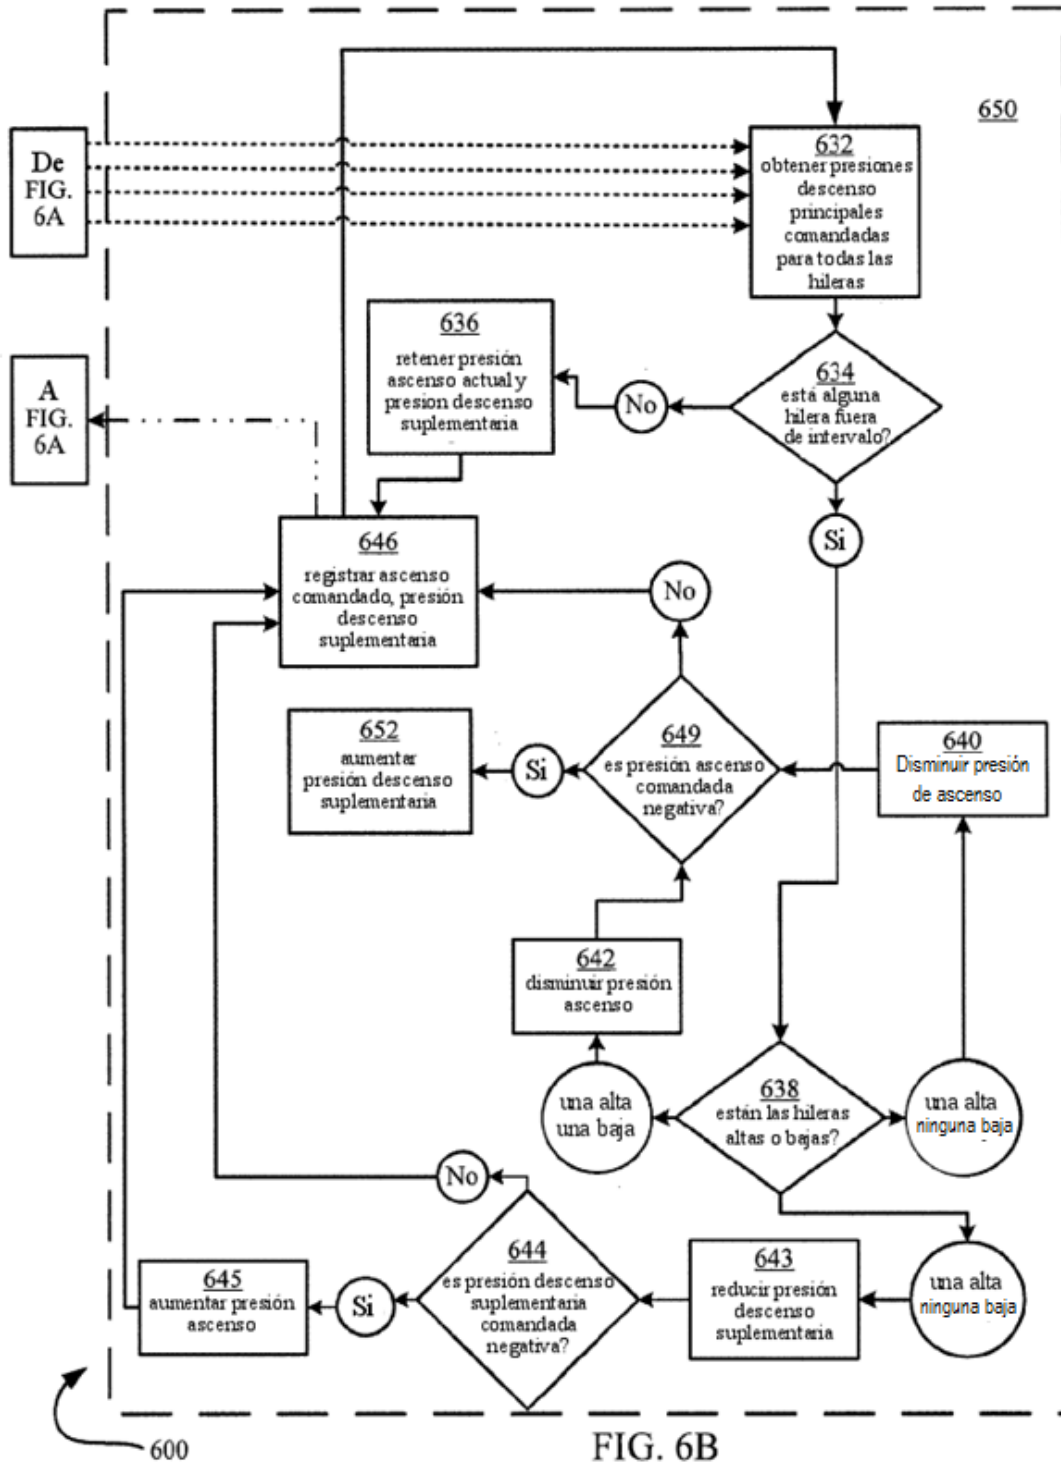 650
De
FIG.
6A
632
obtener presiones
descenso
principales
comandadas
para todas las
hileras
636
retener presión
ascenso actual y
presion descenso
suplementaria
No
634
está alguna
hilera fuera
de intervalo?
A
FIG.
6A
Si
646
registrar ascenso
comandado, presión
descenso
suplementaria
No
652
aumentar
presión descenso
suplementaria
Si
649
es presión ascenso
comandada
negativa?
640
Disminuir presión
de ascenso
642
disminuir presión
ascenso
una alta
una baja
638
están las hileras
altas o bajas?
una alta
ninguna baja
No
644
es presión descenso
suplementaria
comandada
negativa?
643
reducir presión
descenso
suplementaria
una alta
ninguna baja
645
aumentar presión
ascenso
Si
600
FIG. 6B